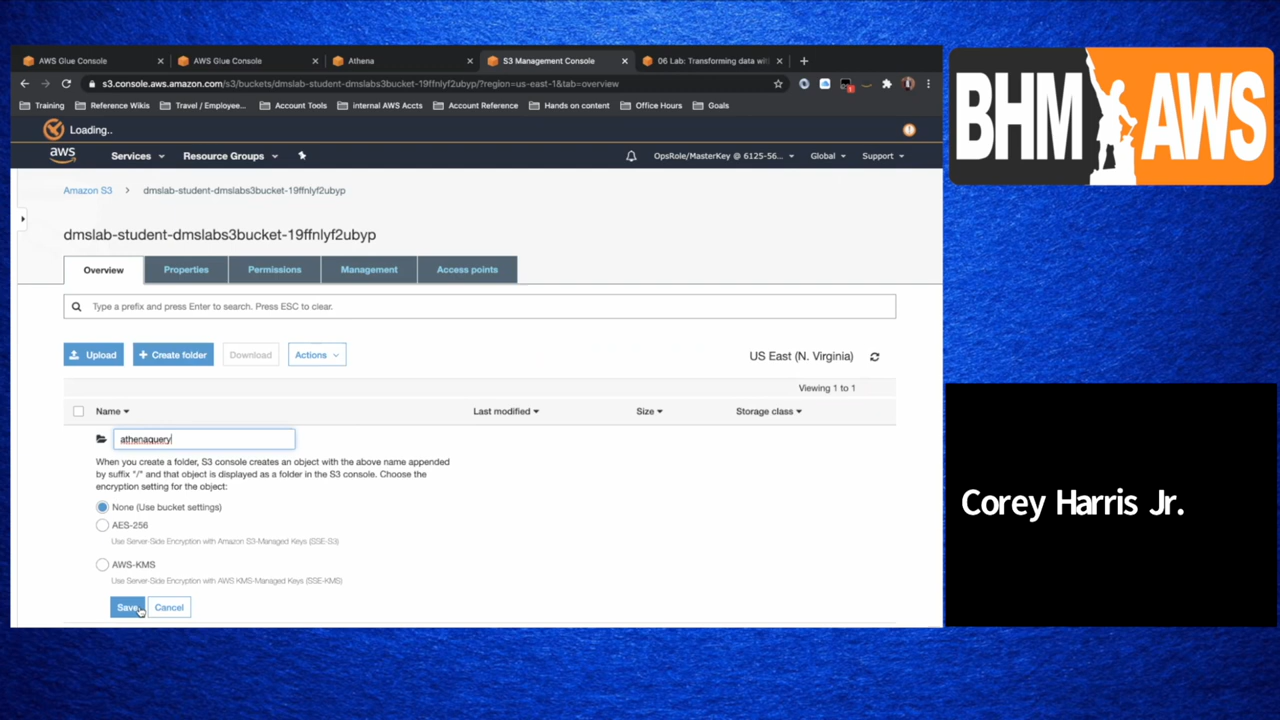 AWS Glue Console
AWS Glue Console
Athena
S3 Management Console
06 Lab: Transforming data wit
s3.console.aws.amazon.com/s3/buckets/dmslab-student-dmslabs3bucket-19ffnlyf2ubyp/?region=us-east-1&tab=overview
Training
Reference Wikis
Travel / Employee...
Account Tools
internal AWS Accts
Account Reference
Hands on content
Office Hours
Goals
Loading..
aws
Services
Resource Groups
OpsRole/MasterKey @ 6125-56...
Global
Support
Amazon S3 > dmslab-student-dmslabs3bucket-19ffnlyf2ubyp
dmslab-student-dmslabs3bucket-19ffnlyf2ubyp
Overview
Properties
Permissions
Management
Access points
Type a prefix and press Enter to search. Press ESC to clear.
Upload
+ Create folder
Download
Actions
US East (N. Virginia)
Viewing 1 to 1
Name
Last modified
Size
Storage class
athenaquery
When you create a folder, S3 console creates an object with the above name appended
by suffix "/" and that object is displayed as a folder in the S3 console. Choose the
encryption setting for the object:
None (Use bucket settings)
AES-256
Use Server-Side Encryption with Amazon S3-Managed Keys (SSE-S3)
AWS-KMS
Use Server-Side Encryption with AWS KMS-Managed Keys (SSE-KMS)
Save
Cancel
BHM AWS
Corey Harris Jr.